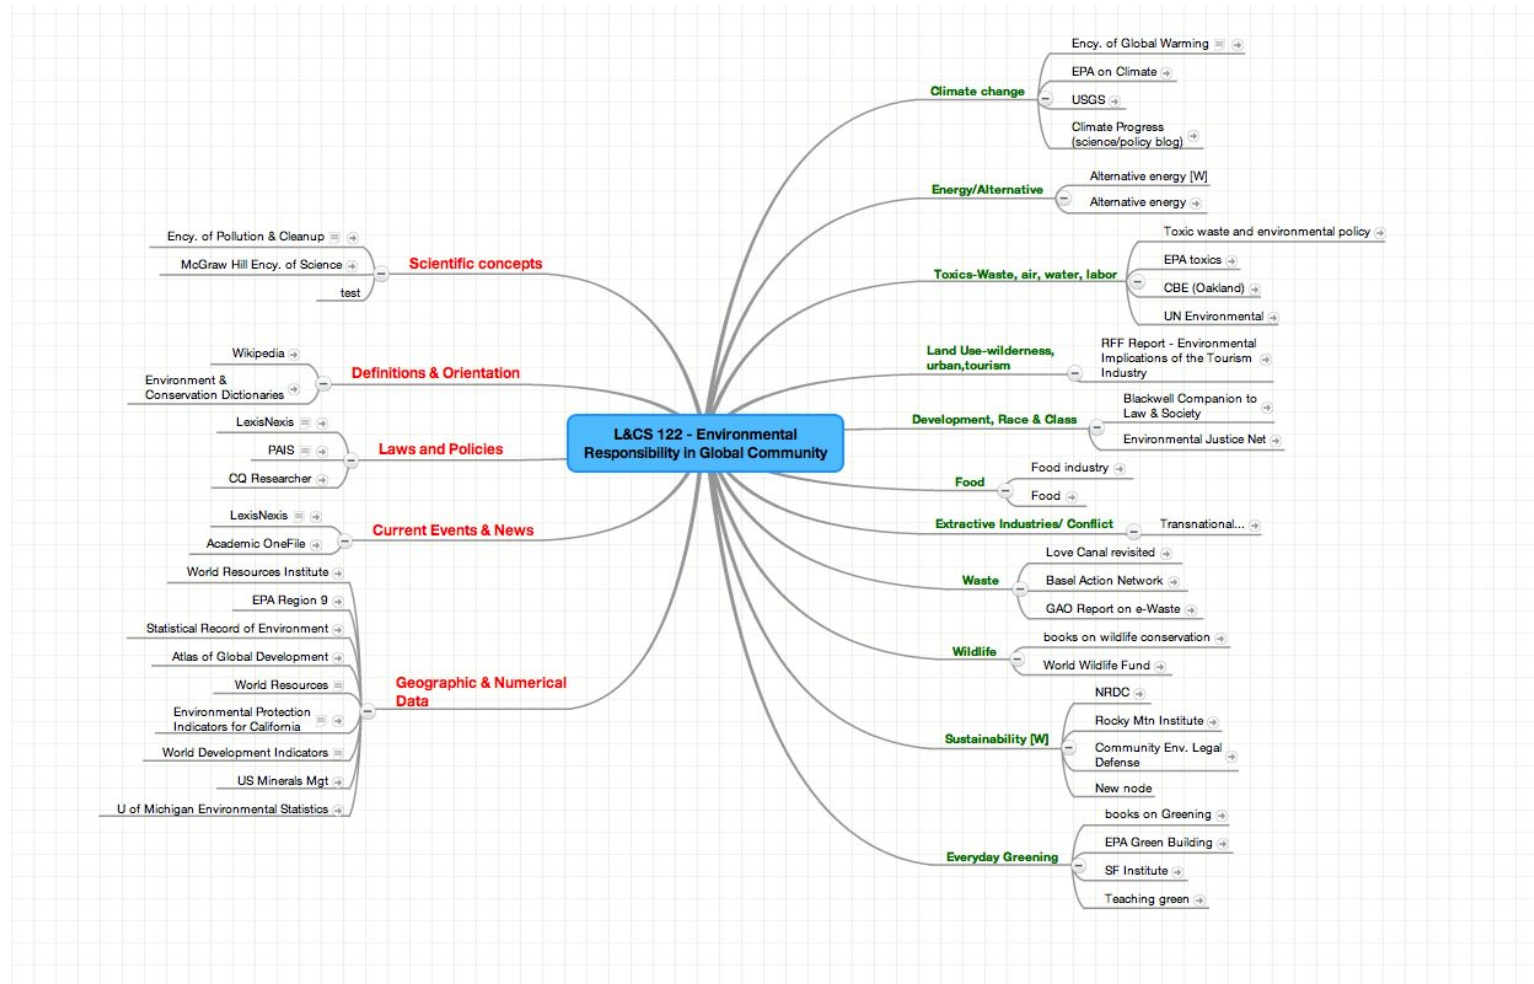 L&CS 122 - Environmental
Responsibility in Global Community
Scientific concepts
Ency. of Pollution & Cleanup
McGraw Hill Ency. of Science
test
Definitions & Orientation
Wikipedia
Environment &
Conservation Dictionaries
Laws and Policies
LexisNexis
PAIS
CQ Researcher
Current Events & News
LexisNexis
Academic OneFile
Geographic & Numerical
Data
World Resources Institute
EPA Region 9
Statistical Record of Environment
Atlas of Global Development
World Resources
Environmental Protection
Indicators for California
World Development Indicators
US Minerals Mgt
U of Michigan Environmental Statistics
Climate change
Ency. of Global Warming
EPA on Climate
USGS
Climate Progress
(science/policy blog)
Energy/Alternative
Alternative energy [W]
Alternative energy
Toxics-Waste, air, water, labor
Toxic waste and environmental policy
EPA toxics
CBE (Oakland)
UN Environmental
Land Use-wilderness,
urban,tourism
RFF Report - Environmental
Implications of the Tourism
Industry
Development, Race & Class
Blackwell Companion to
Law & Society
Environmental Justice Net
Food
Food industry
Food
Extractive Industries/ Conflict
Transnational...
Waste
Love Canal revisited
Basel Action Network
GAO Report on e-Waste
Wildlife
books on wildlife conservation
World Wildlife Fund
Sustainability [W]
NRDC
Rocky Mtn Institute
Community Env. Legal
Defense
New node
Everyday Greening
books on Greening
EPA Green Building
SF Institute
Teaching green